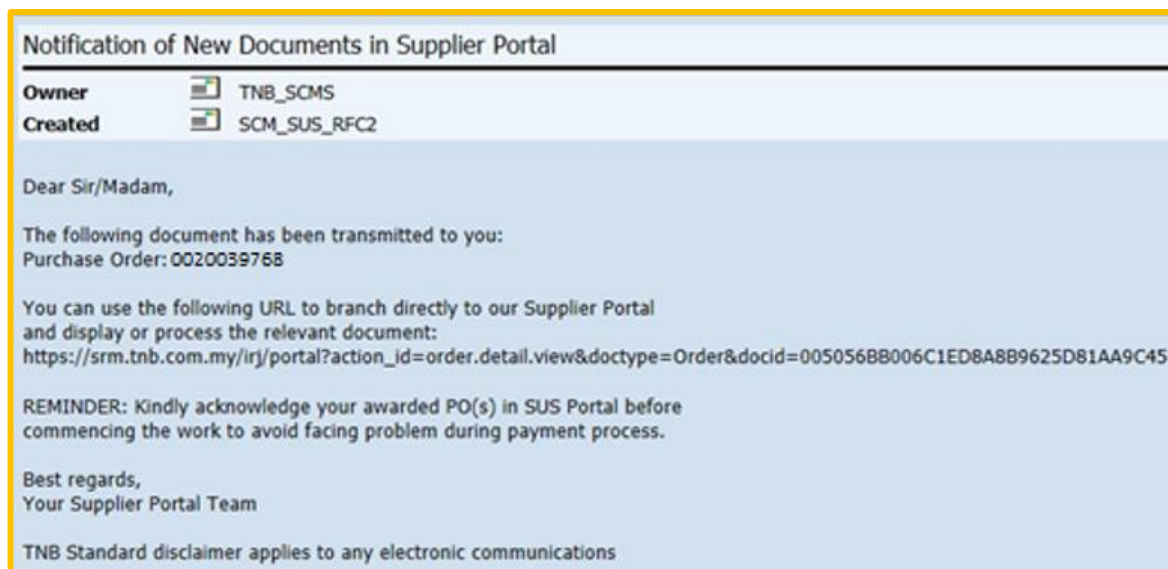 Notification of New Documents in Supplier Portal
Owner TNB_SCMS
Created SCM_SUS_RFC2
Dear Sir/Madam,
The following document has been transmitted to you:
Purchase Order: 0020039768
You can use the following URL to branch directly to our Supplier Portal
and display or process the relevant document:
https://srm.tnb.com.my/irj/portal?action_id=order.detail.view&doctype=Order&docid=005056BB006C1ED8A8B9625D81AA9C45
REMINDER: Kindly acknowledge your awarded PO(s) in SUS Portal before
commencing the work to avoid facing problem during payment process.
Best regards,
Your Supplier Portal Team
TNB Standard disclaimer applies to any electronic communications